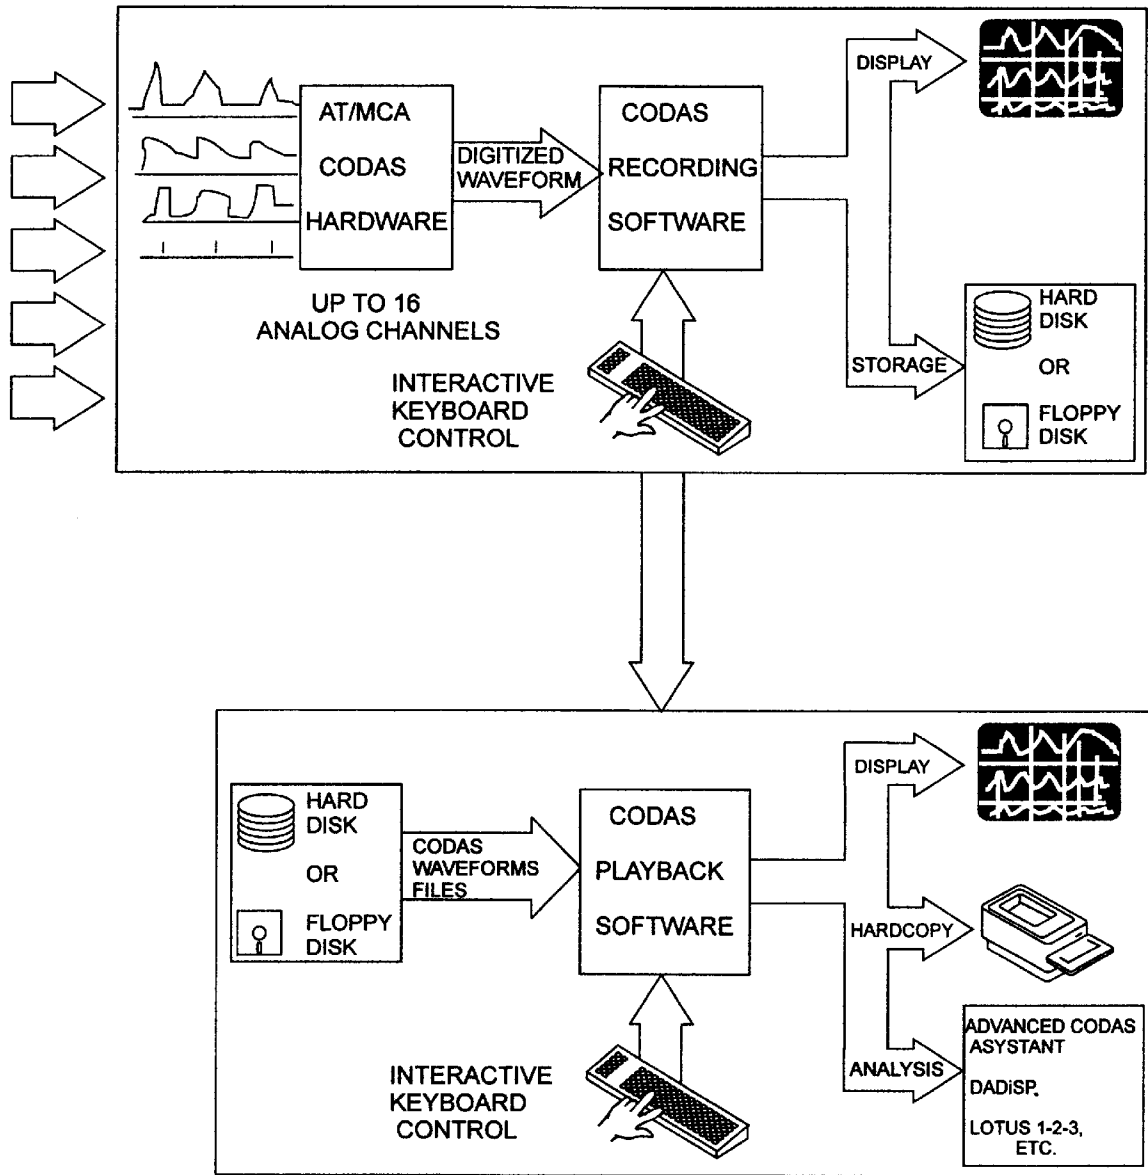 AT/MCA
CODAS
HARDWARE
UP TO 16
ANALOG CHANNELS
DIGITIZED
WAVEFORM
CODAS
RECORDING
SOFTWARE
INTERACTIVE
KEYBOARD
CONTROL
DISPLAY
STORAGE
HARD
DISK
OR
FLOPPY
DISK
HARD
DISK
OR
FLOPPY
DISK
CODAS
WAVEFORMS
FILES
CODAS
PLAYBACK
SOFTWARE
INTERACTIVE
KEYBOARD
CONTROL
DISPLAY
HARDCOPY
ANALYSIS
ADVANCED CODAS
ASYSTANT
DADiSP.
LOTUS 1-2-3,
ETC.